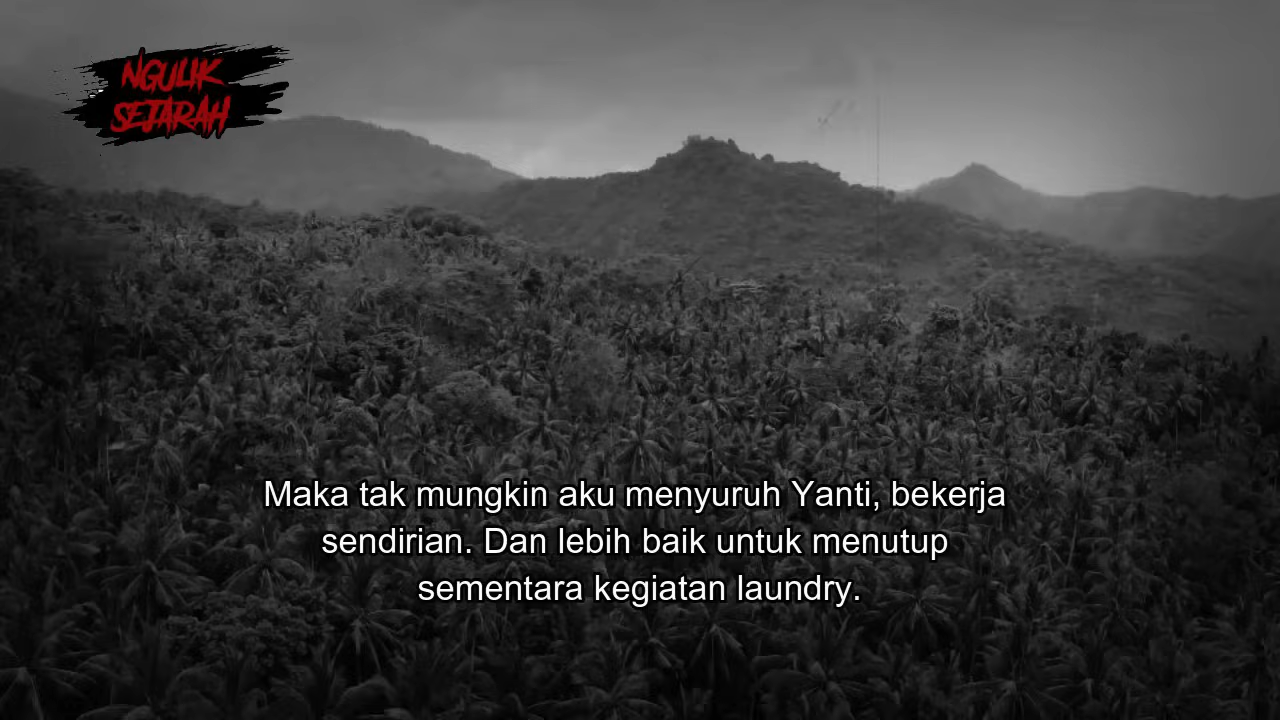 NGULIK
SEJARAH
Maka tak mungkin aku menyuruh Yanti, bekerja
sendirian. Dan lebih baik untuk menutup
sementara kegiatan laundry.